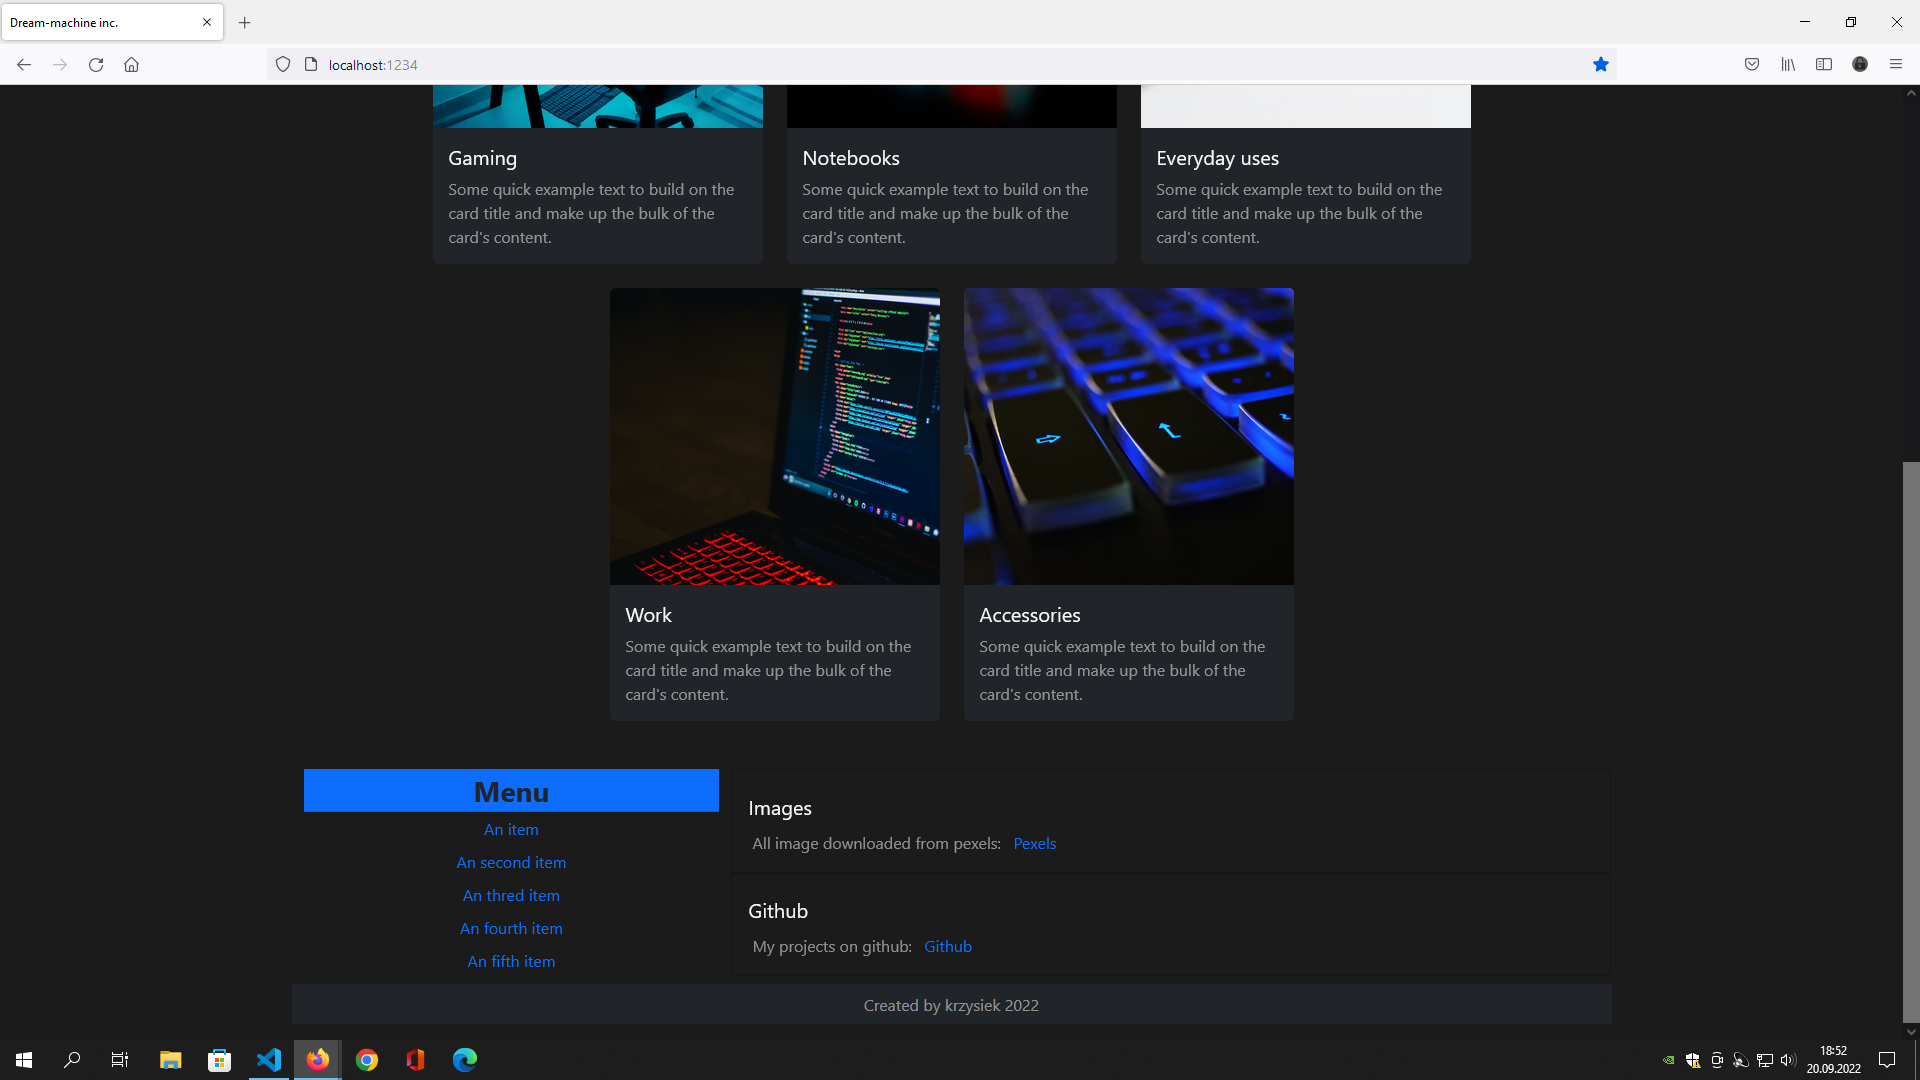 Dream-machine inc.
localhost:1234
Gaming
Some quick example text to build on the
card title and make up the bulk of the
card's content.
Notebooks
Some quick example text to build on the
card title and make up the bulk of the
card's content.
Everyday uses
Some quick example text to build on the
card title and make up the bulk of the
card's content.
Work
Some quick example text to build on the
card title and make up the bulk of the
card's content.
Accessories
Some quick example text to build on the
card title and make up the bulk of the
card's content.
Menu
An item
An second item
An thred item
An fourth item
An fifth item
Images
All image downloaded from pexels: Pexels
Github
My projects on github: Github
Created by krzysiek 2022
18:52
20.09.2022